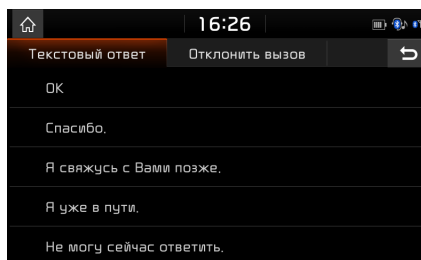 16:26
Текстовый ответ Отклонить вызов
OK
Спасибо.
Я свяжусь с Вами позже.
Я уже в пути.
Не могу сейчас ответить.